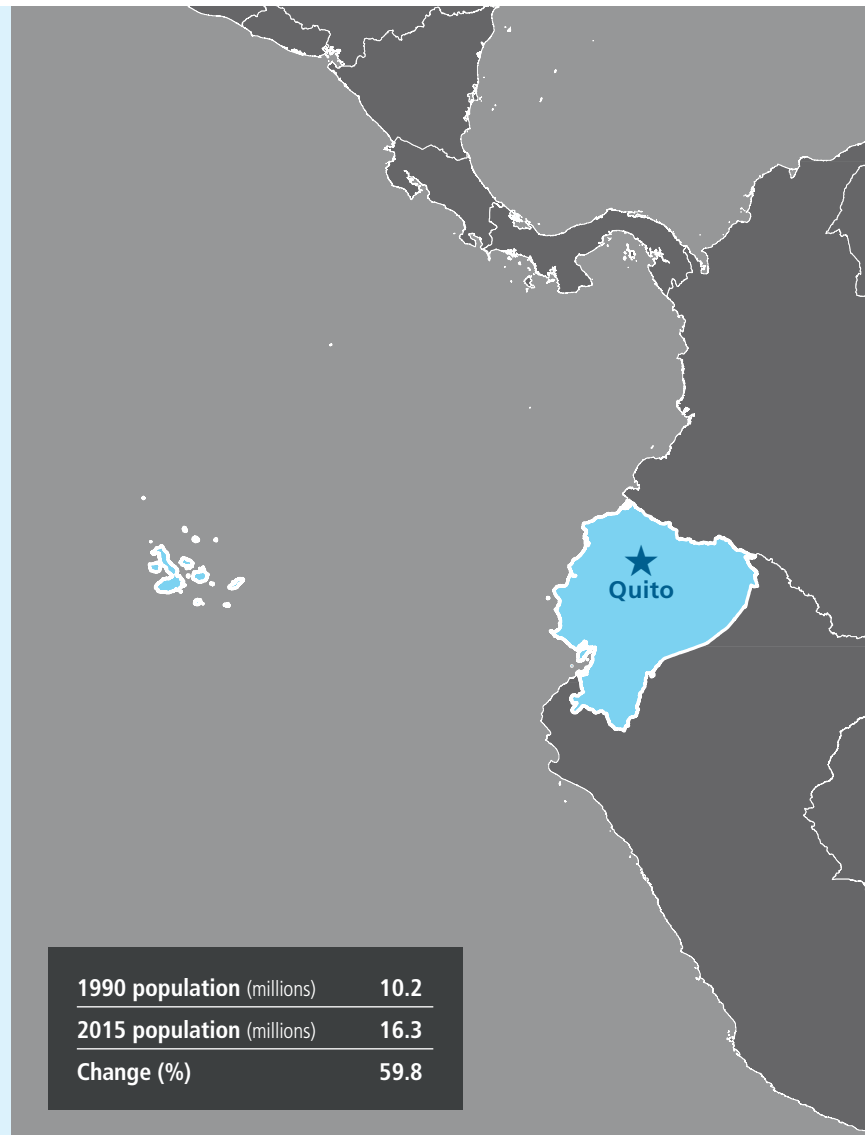 Quito
1990 population (millions) 10.2
2015 population (millions) 16.3
Change (%) 59.8